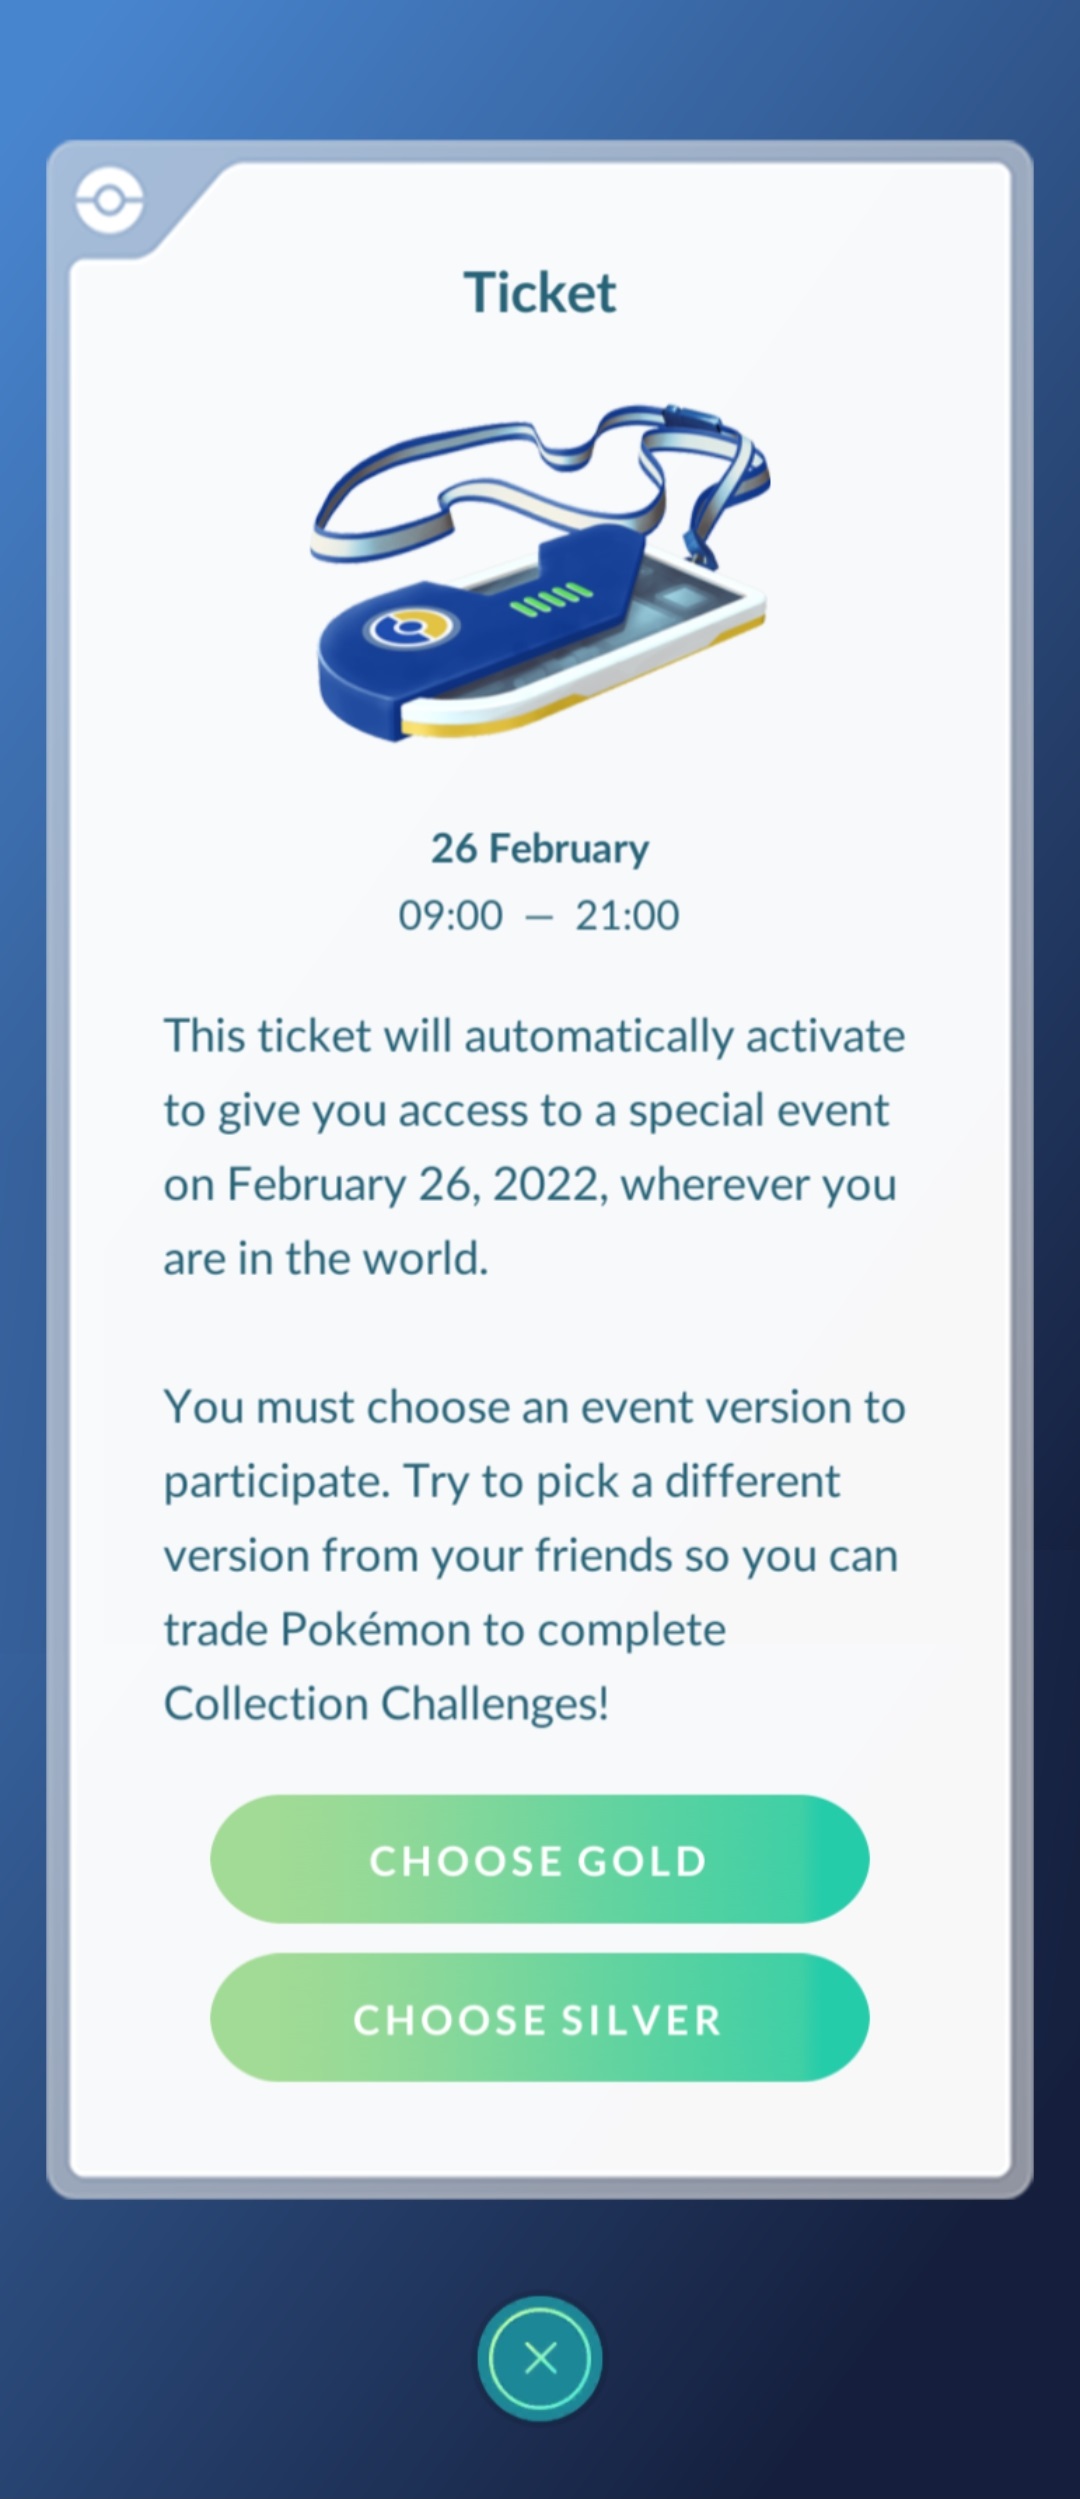 Ticket
26 February
09:00 — 21:00
This ticket will automatically activate
to give you access to a special event
on February 26, 2022, wherever you
are in the world.
You must choose an event version to
participate. Try to pick a different
version from your friends so you can
trade Pokémon to complete
Collection Challenges!
CHOOSE GOLD
CHOOSE SILVER